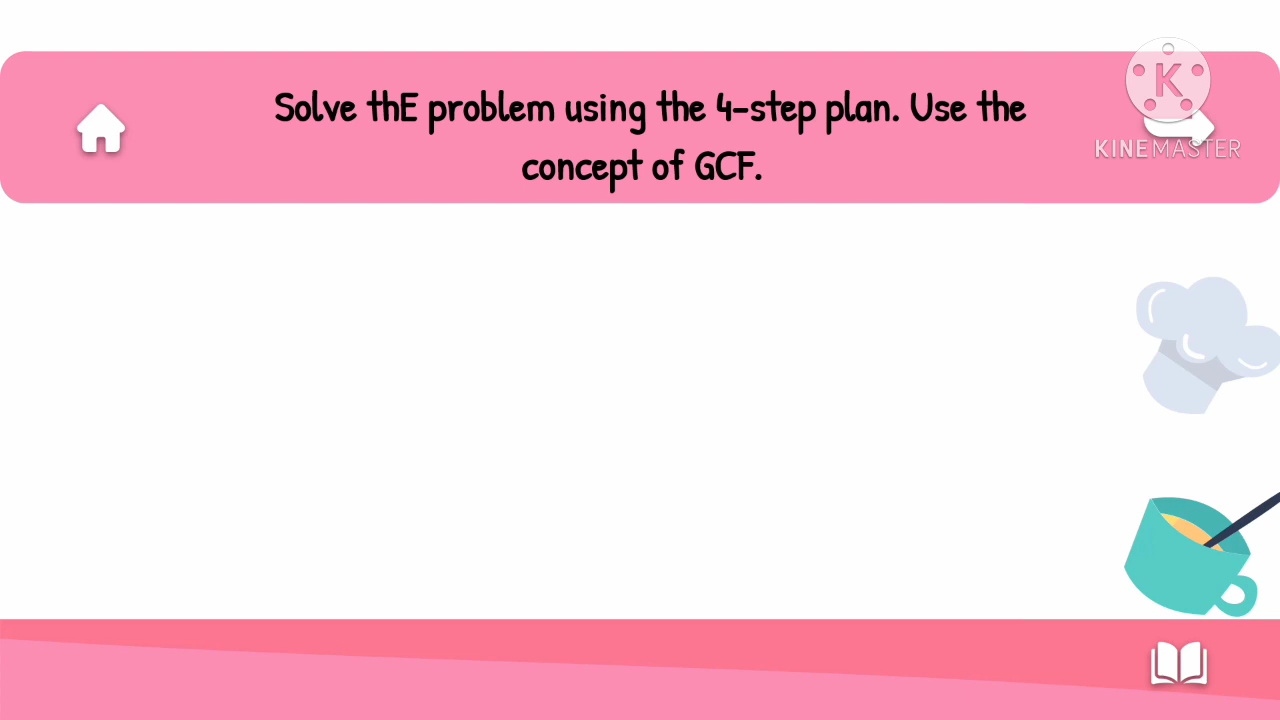 Solve thE problem using the 4-step plan. Use the
concept of GCF.
K
KINEMASTER